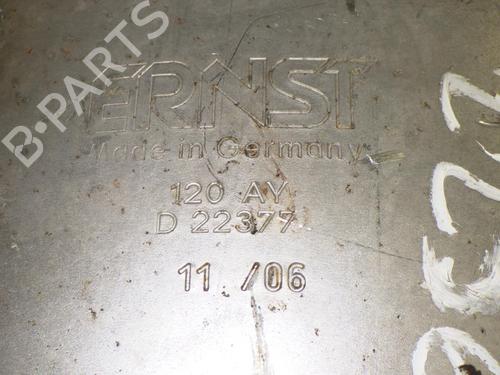 B-PARTS
ERNST
Made in Germany
120 AY
D 22377
11 /06